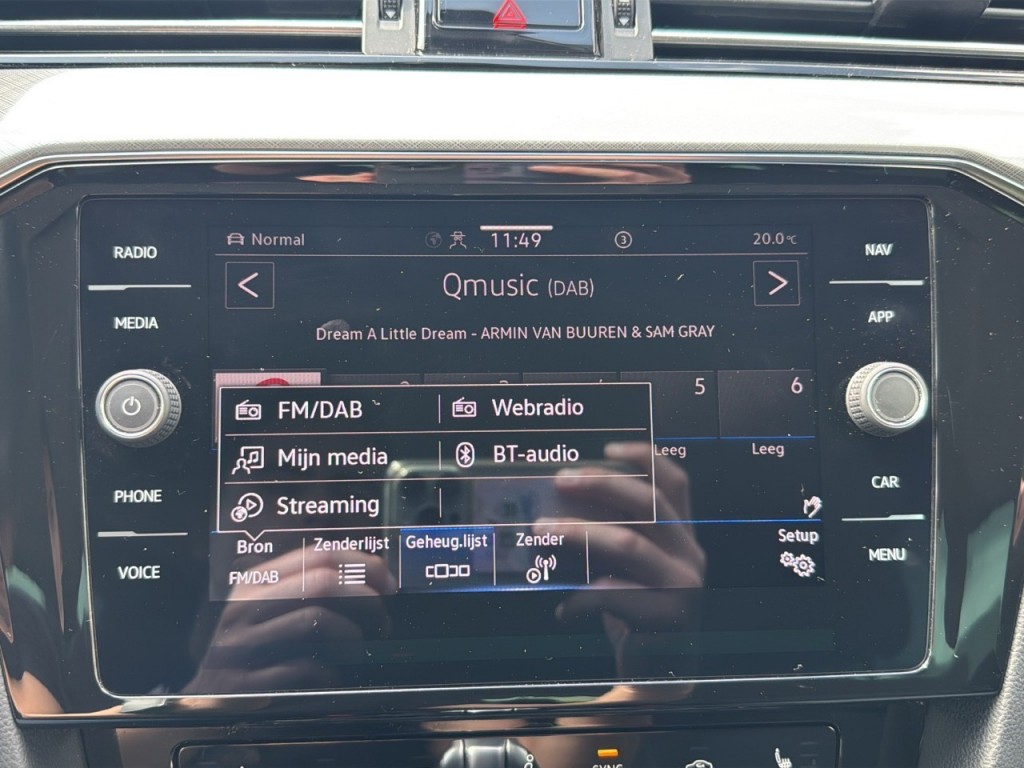 RADIO
MEDIA
PHONE
VOICE
Normal
11:49
3
20.0°C
< Qmusic (DAB) >
Dream A Little Dream - ARMIN VAN BUUREN & SAM GRAY
5 6
Leeg Leeg
FM/DAB Webradio
Mijn media BT-audio
Streaming
Bron Zenderlijst Geheug.lijst Zender Setup
FM/DAB
NAV
APP
CAR
MENU
SYNC